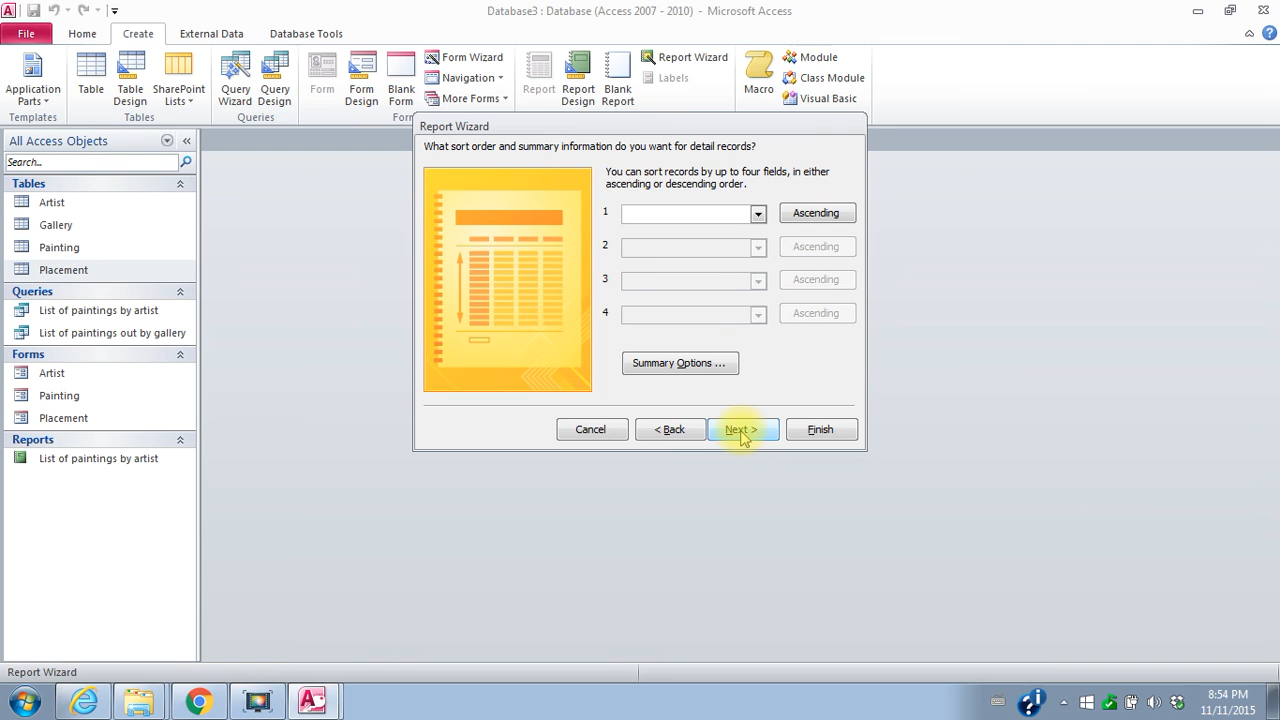 Database3 : Database (Access 2007 - 2010) - Microsoft Access
File Home Create External Data Database Tools
Application Parts
Templates
Table
Table Design
SharePoint Lists
Tables
Query Wizard
Query Design
Queries
Form
Form Design
Blank Form
Form Wizard
Navigation
More Forms
For
Report
Report Design
Blank Report
Report Wizard
Labels
Macro
Module
Class Module
Visual Basic
All Access Objects
Search...
Tables
Artist
Gallery
Painting
Placement
Queries
List of paintings by artist
List of paintings out by gallery
Forms
Artist
Painting
Placement
Reports
List of paintings by artist
Report Wizard
What sort order and summary information do you want for detail records?
You can sort records by up to four fields, in either
ascending or descending order.
1 Ascending
2 Ascending
3 Ascending
4 Ascending
Summary Options ...
Cancel < Back Next > Finish
Report Wizard
8:54 PM
11/11/2015